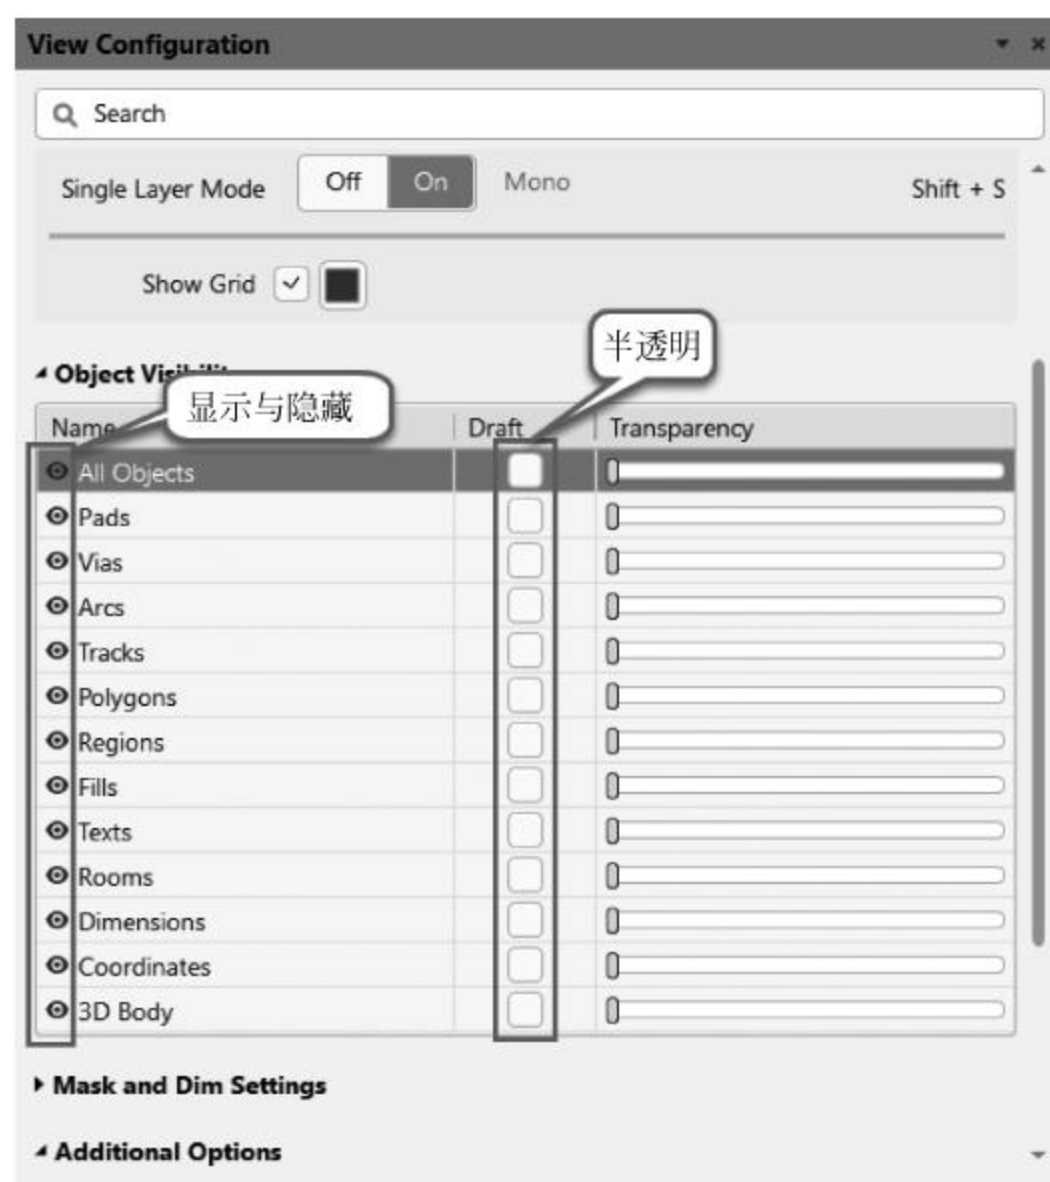 View Configuration
Search
Single Layer Mode Off On Mono Shift + S
Show Grid
半透明
Object
显示与隐藏
Name Draft Transparency
All Objects
Pads
Vias
Arcs
Tracks
Polygons
Regions
Fills
Texts
Rooms
Dimensions
Coordinates
3D Body
Mask and Dim Settings
Additional Options